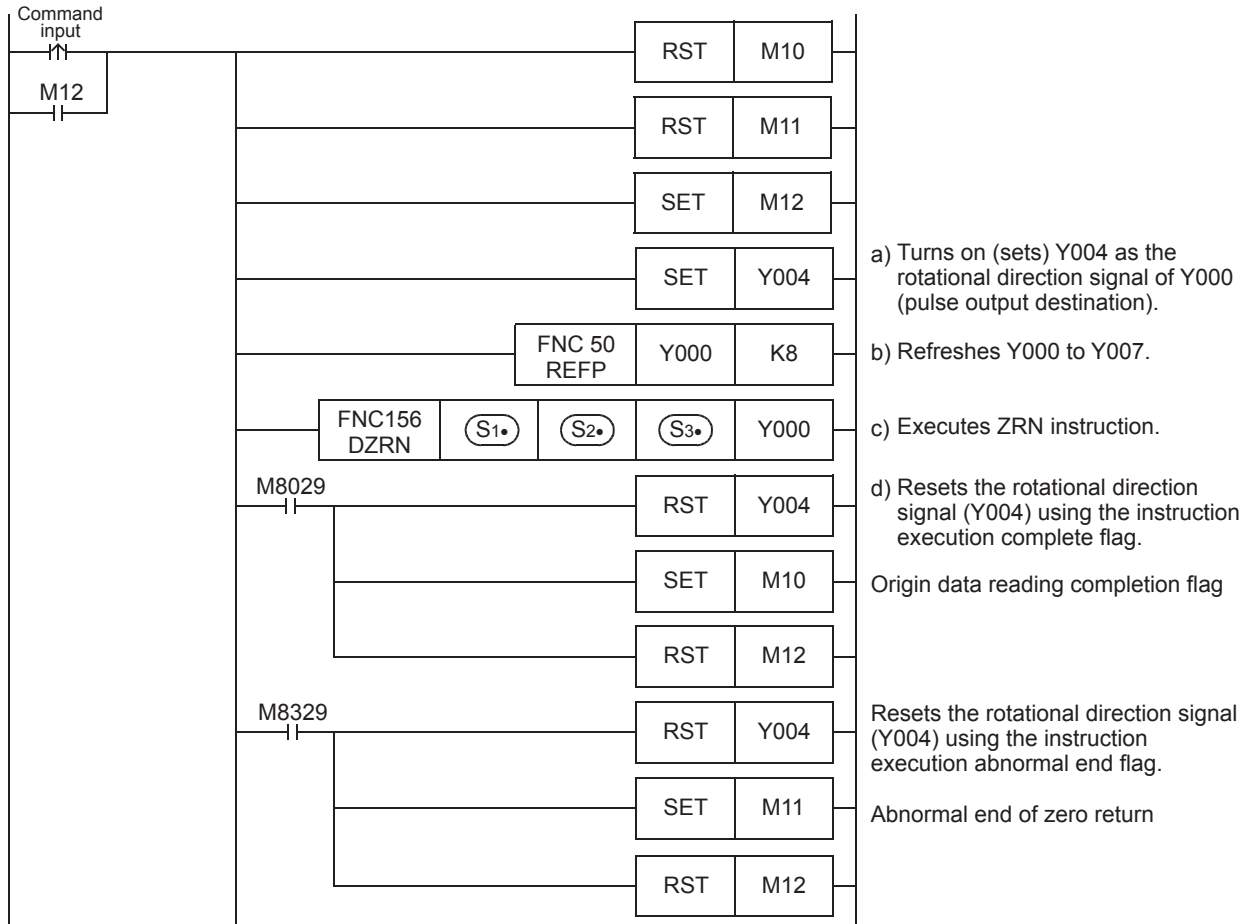 Command
input
RST M10
M12
RST M11
SET M12
SET Y004
a) Turns on (sets) Y004 as the
rotational direction signal of Y000
(pulse output destination).
FNC 50
REFP
Y000 K8
b) Refreshes Y000 to Y007.
FNC156
DZRN
S1• S2• S3• Y000
c) Executes ZRN instruction.
M8029
RST Y004
d) Resets the rotational direction
signal (Y004) using the instruction
execution complete flag.
SET M10
Origin data reading completion flag
RST M12
M8329
RST Y004
Resets the rotational direction signal
(Y004) using the instruction
execution abnormal end flag.
SET M11
Abnormal end of zero return
RST M12